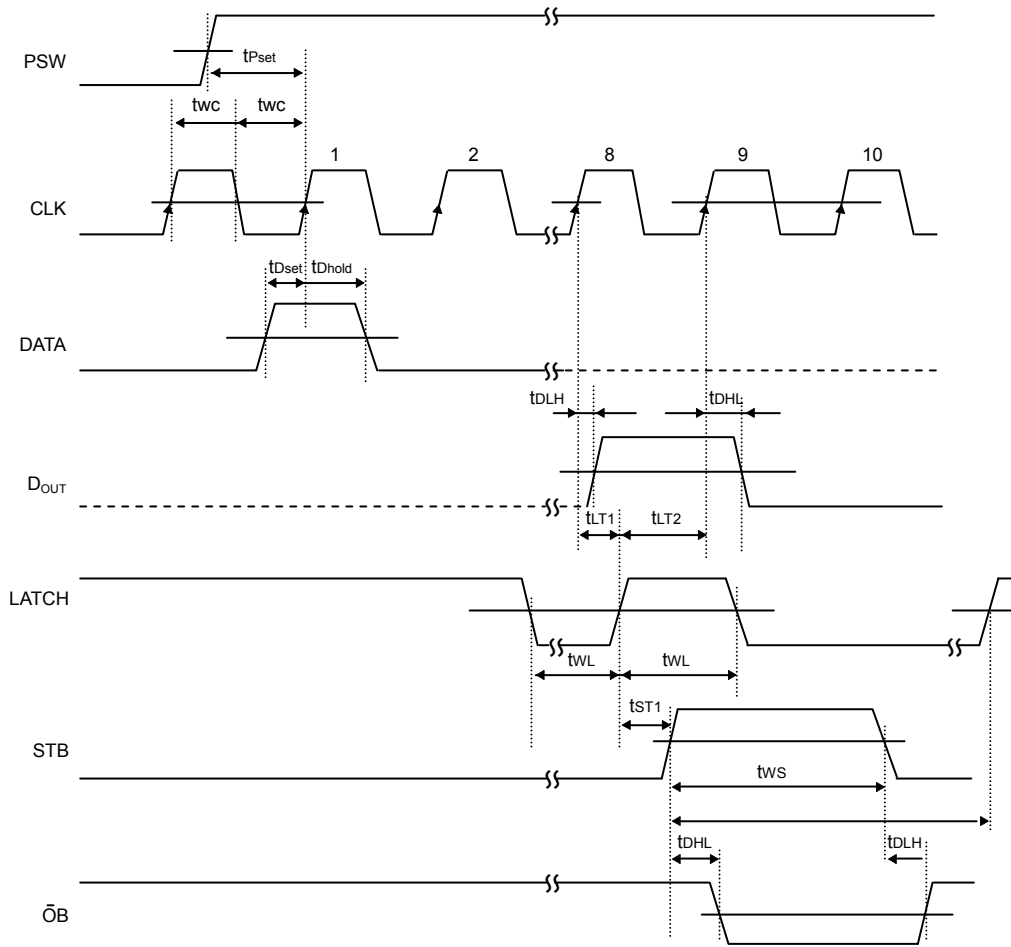 PSW
tPset
twc twc
1 2 8 9 10
CLK
tDset tDhold
DATA
tDLH tDHL
DOUT
tLT1 tLT2
LATCH
tWL tWL
tST1
STB
tWS
tDHL tDLH
ŌB